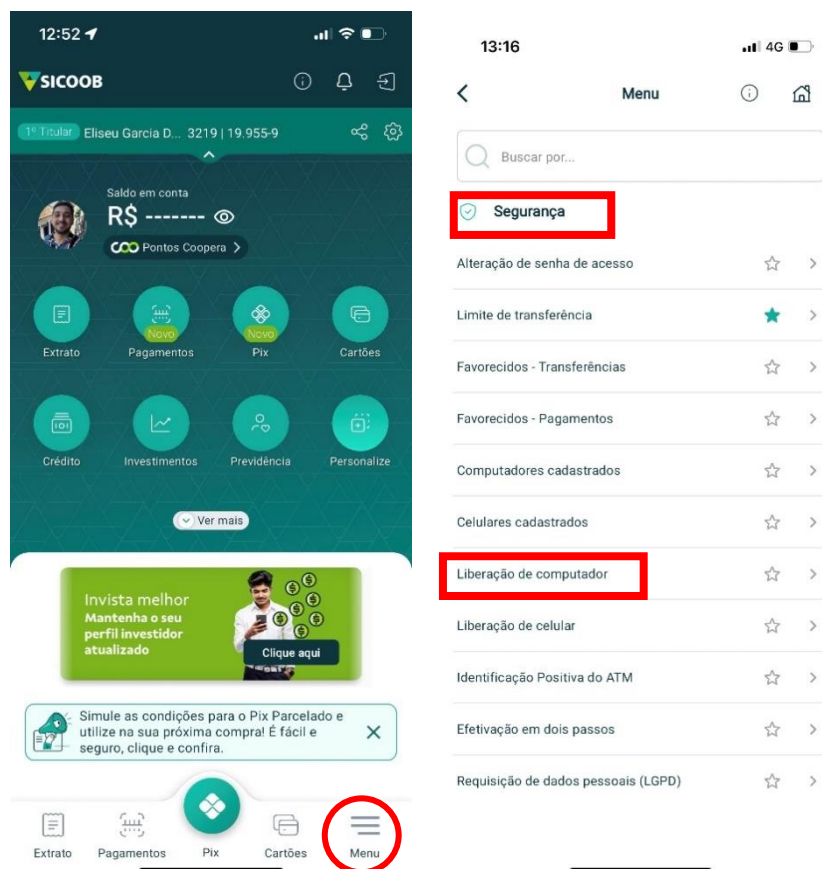 12:52
SICOOB
1º Titular Eliseu Garcia D... 3219 | 19.955-9
Saldo em conta
R$ -------
COO Pontos Coopera >
Novo
Novo
Extrato Pagamentos Pix Cartões
Crédito Investimentos Previdência Personalize
Ver mais
Invista melhor
Mantenha o seu
perfil investidor
atualizado
Clique aqui
Simule as condições para o Pix Parcelado e
utilize na sua próxima compra! É fácil e
seguro, clique e confira.
Extrato Pagamentos Pix Cartões Menu
13:16
4G
Menu
Buscar por...
Segurança
Alteração de senha de acesso
Limite de transferência
Favorecidos - Transferências
Favorecidos - Pagamentos
Computadores cadastrados
Celulares cadastrados
Liberação de computador
Liberação de celular
Identificação Positiva do ATM
Efetivação em dois passos
Requisição de dados pessoais (LGPD)